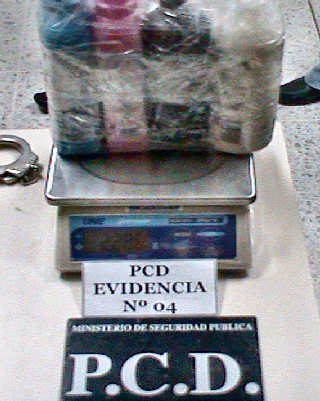 PCD
EVIDENCIA
Nº 04
MINISTERIO DE SEGURIDAD PUBLICA
P.C.D.